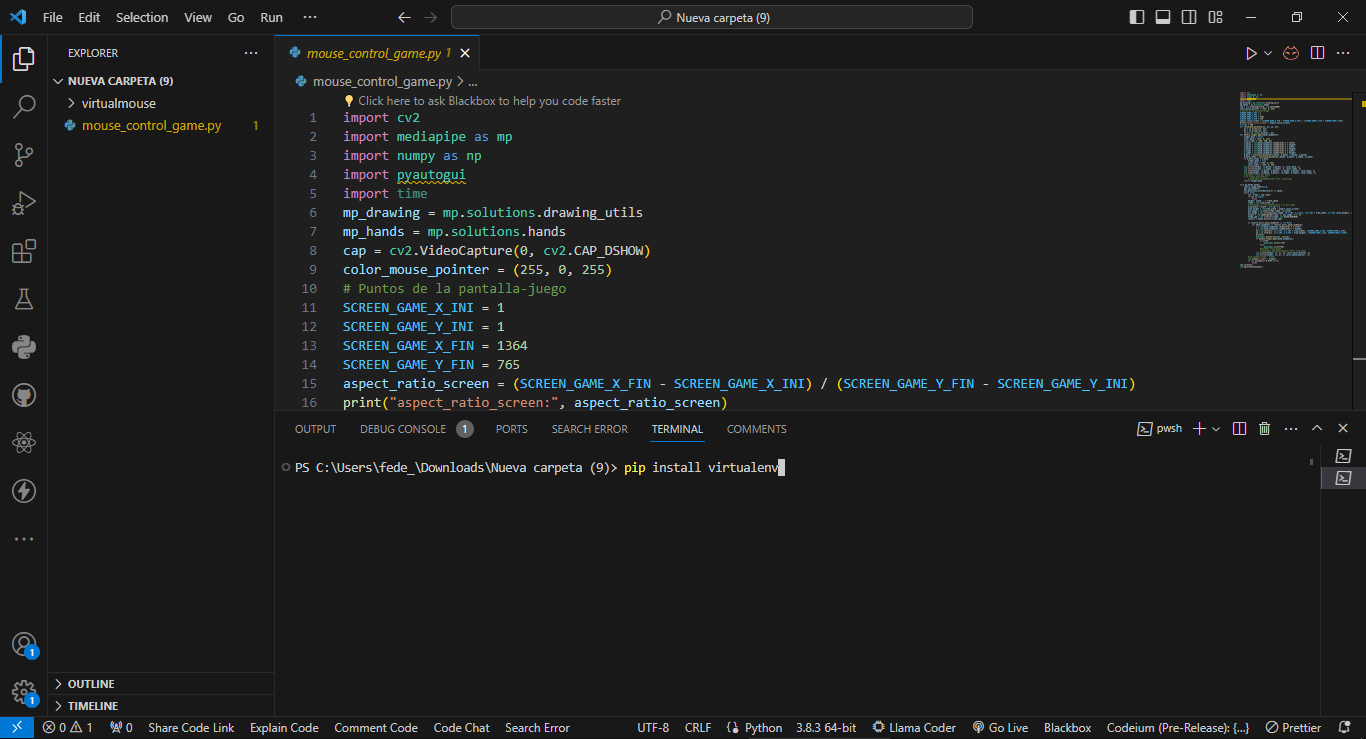 File Edit Selection View Go Run ···
Nueva carpeta (9)
EXPLORER ···
NUEVA CARPETA (9)
virtualmouse
mouse_control_game.py 1
mouse_control_game.py 1
mouse_control_game.py > ...
Click here to ask Blackbox to help you code faster
1 import cv2
2 import mediapipe as mp
3 import numpy as np
4 import pyautogui
5 import time
6 mp_drawing = mp.solutions.drawing_utils
7 mp_hands = mp.solutions.hands
8 cap = cv2.VideoCapture(0, cv2.CAP_DSHOW)
9 color_mouse_pointer = (255, 0, 255)
10 # Puntos de la pantalla-juego
11 SCREEN_GAME_X_INI = 1
12 SCREEN_GAME_Y_INI = 1
13 SCREEN_GAME_X_FIN = 1364
14 SCREEN_GAME_Y_FIN = 765
15 aspect_ratio_screen = (SCREEN_GAME_X_FIN - SCREEN_GAME_X_INI) / (SCREEN_GAME_Y_FIN - SCREEN_GAME_Y_INI)
16 print("aspect_ratio_screen:", aspect_ratio_screen)
OUTPUT DEBUG CONSOLE 1 PORTS SEARCH ERROR TERMINAL COMMENTS pwsh
PS C:\Users\fede_\Downloads\Nueva carpeta (9)> pip install virtualenv
1
1
OUTLINE
TIMELINE
0 1 0 Share Code Link Explain Code Comment Code Code Chat Search Error UTF-8 CRLF Python 3.8.3 64-bit Llama Coder Go Live Blackbox Codeium (Pre-Release): {...} Prettier